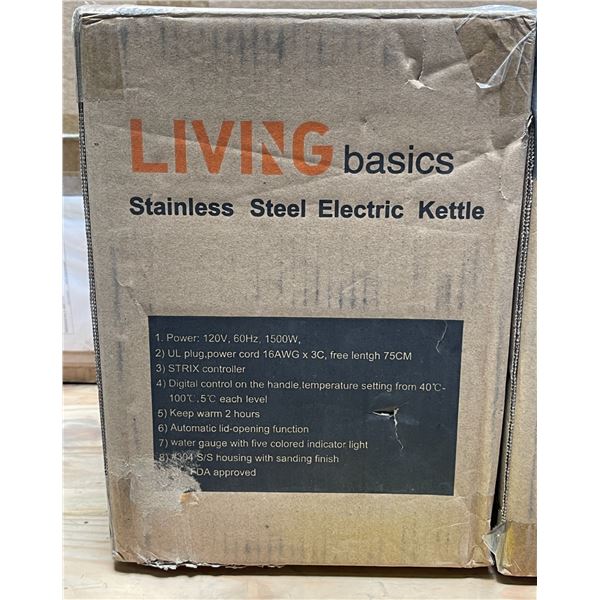 LIVING basics
Stainless Steel Electric Kettle
1. Power: 120V, 60Hz, 1500W,
2) UL plug,power cord 16AWG x 3C, free lentgh 75CM
3) STRIX controller
4) Digital control on the handle,temperature setting from 40℃-
100℃,5℃ each level
5) Keep warm 2 hours
6) Automatic lid-opening function
7) water gauge with five colored indicator light
8) #304 S/S housing with sanding finish
FDA approved